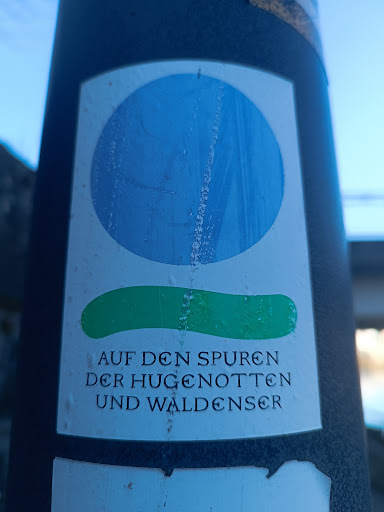 AUF DEN SPUREN
DER HUGENOTTEN
UND WALDENSER